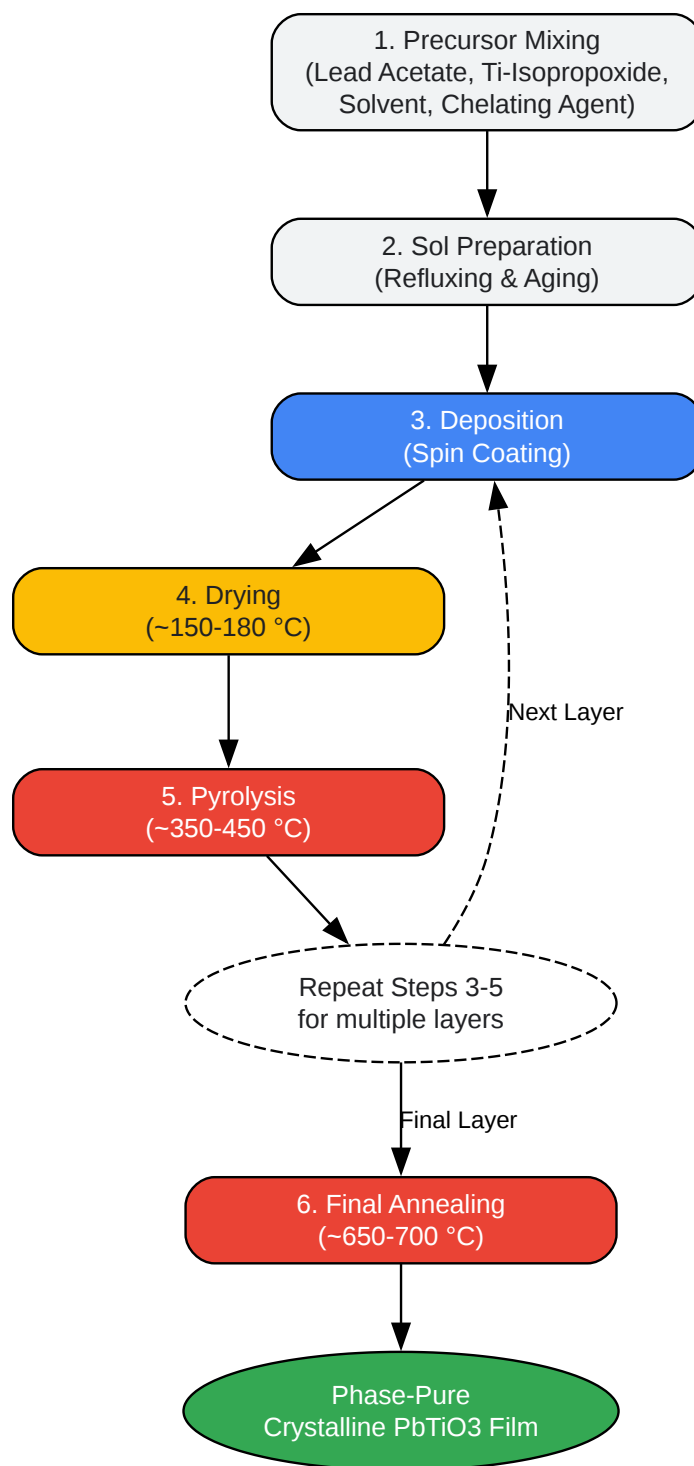 1. Precursor Mixing
(Lead Acetate, Ti-Isopropoxide,
Solvent, Chelating Agent)
2. Sol Preparation
(Refluxing & Aging)
3. Deposition
(Spin Coating)
4. Drying
(~150-180 °C)
Next Layer
5. Pyrolysis
(~350-450 °C)
Repeat Steps 3-5
for multiple layers
Final Layer
6. Final Annealing
(~650-700 °C)
Phase-Pure
Crystalline PbTiO3 Film